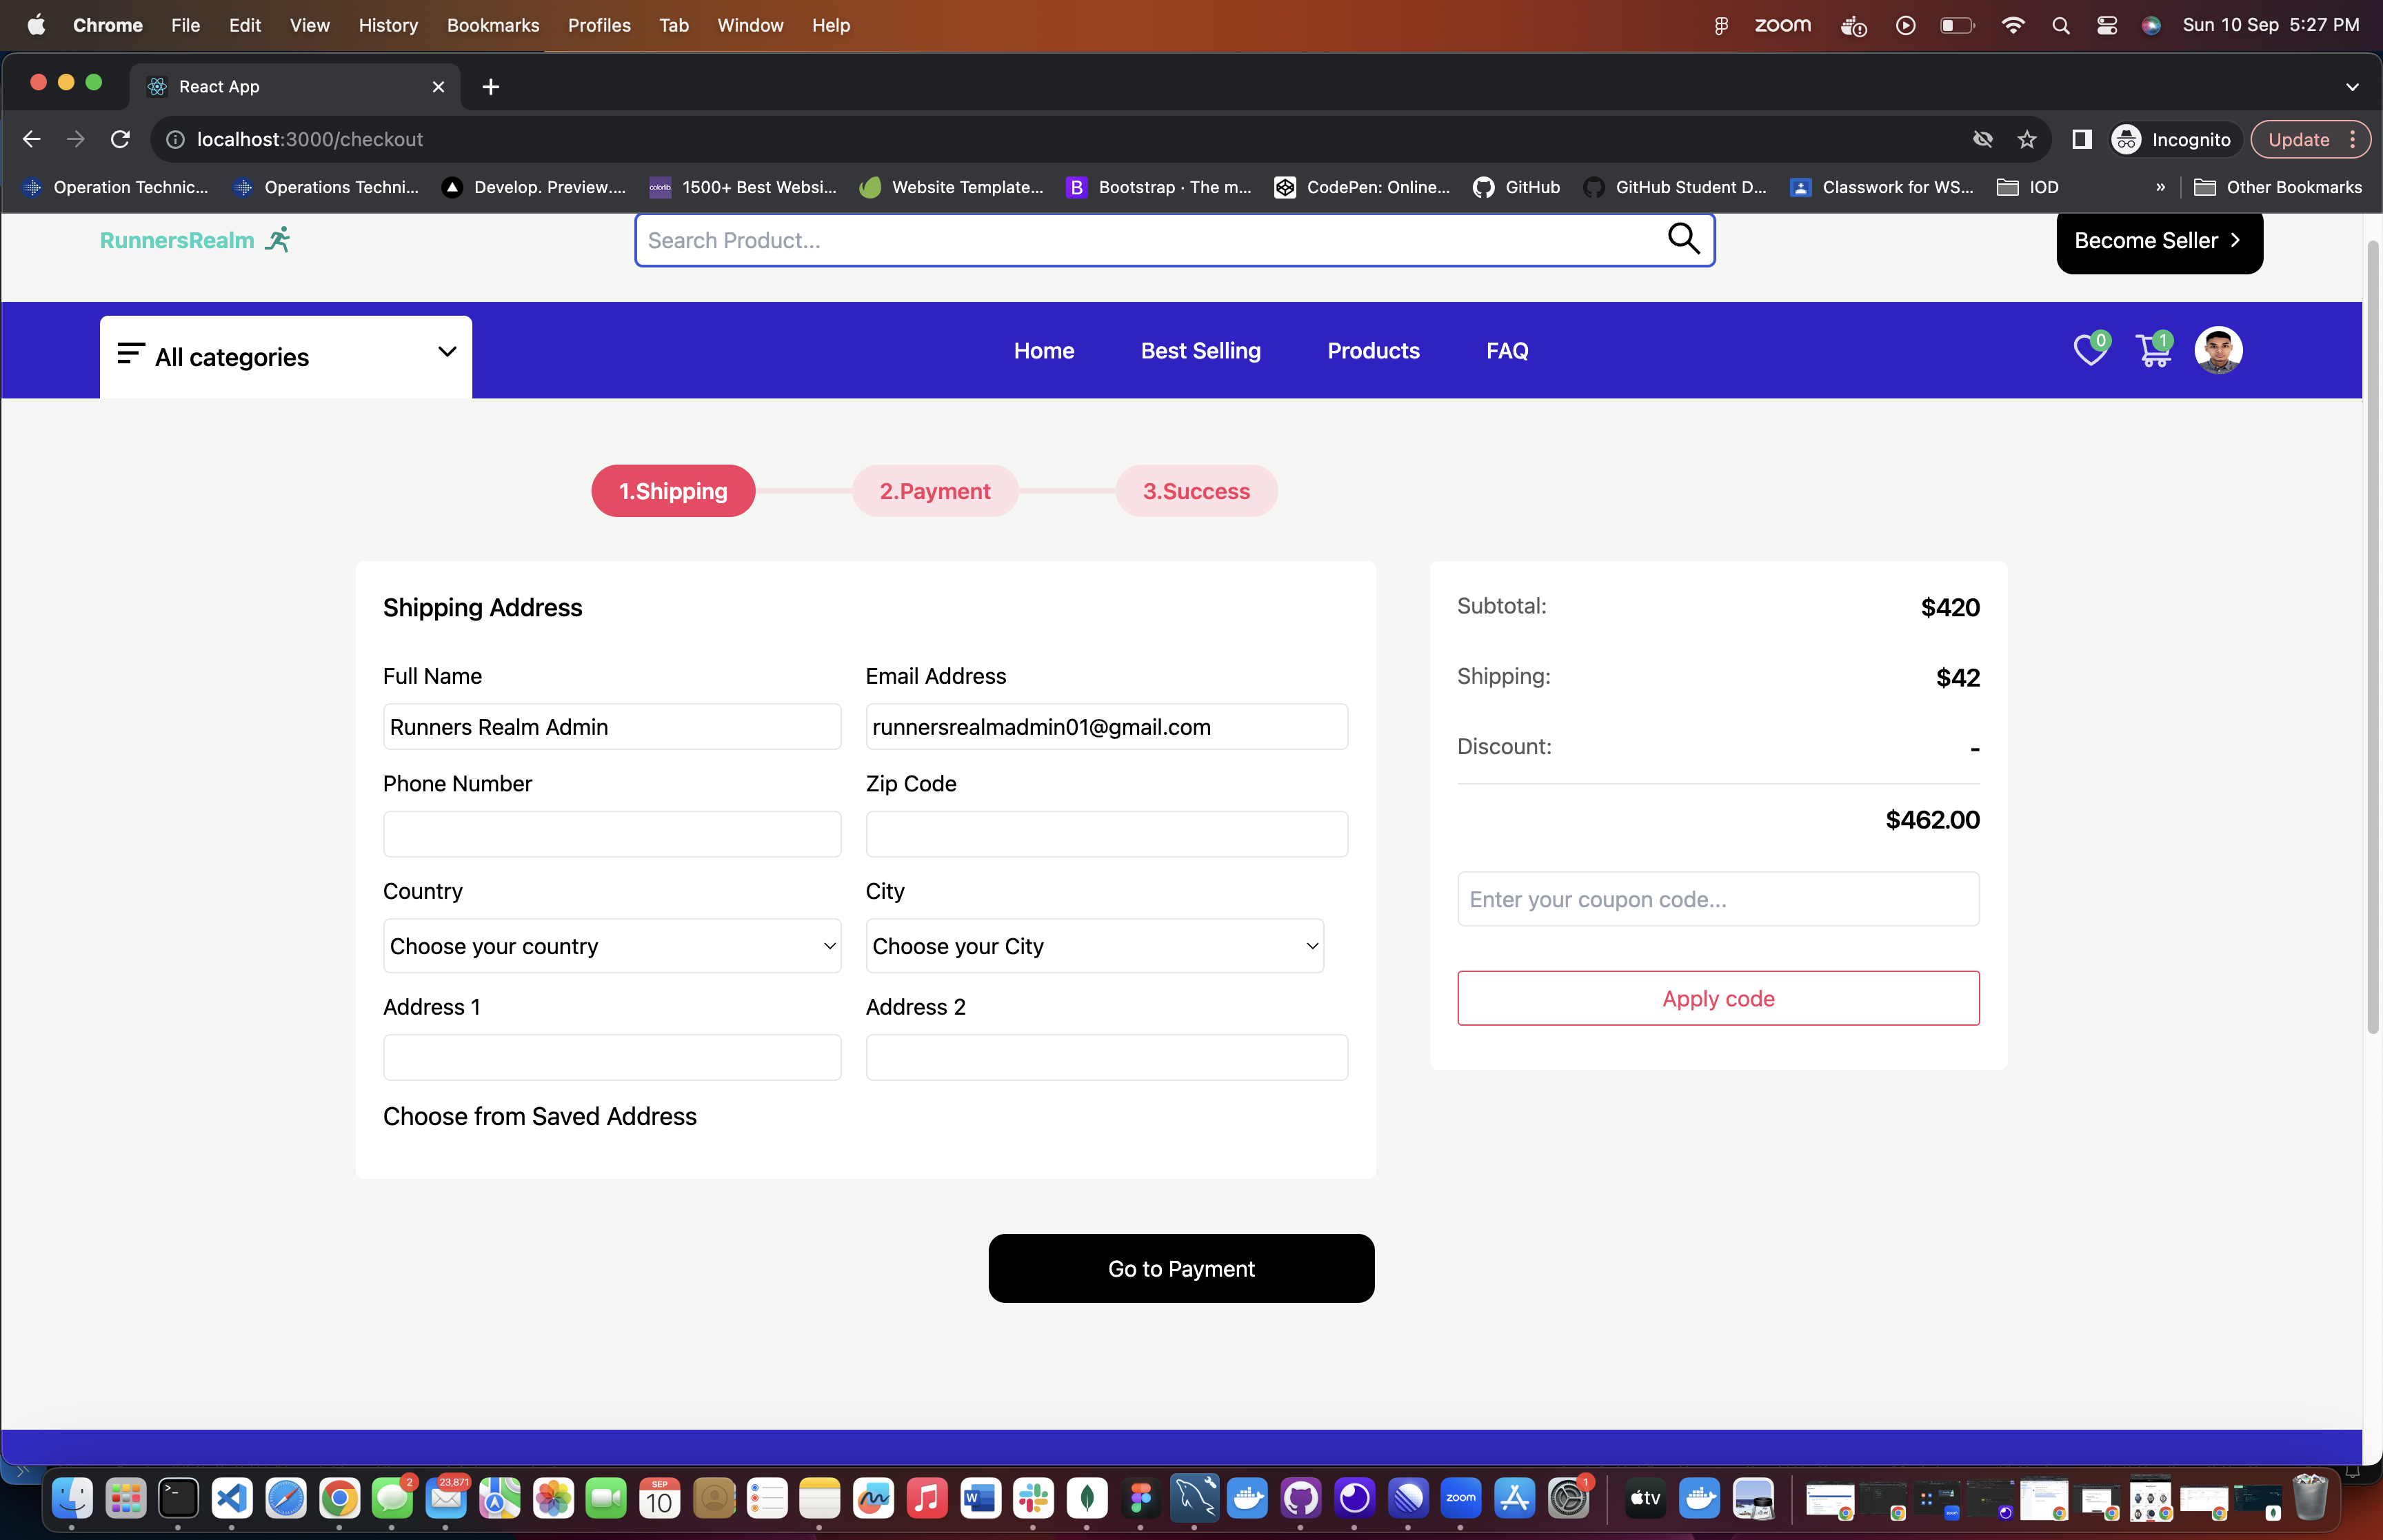 Chrome File Edit View History Bookmarks Profiles Tab Window Help zoom Sun 10 Sep 5:27 PM
React App
localhost:3000/checkout Incognito Update
Operation Technic... Operations Techni... Develop. Preview.... colorlib 1500+ Best Websi... Website Template... B Bootstrap · The m... CodePen: Online... GitHub GitHub Student D... Classwork for WS... IOD » Other Bookmarks
RunnersRealm Search Product... Become Seller
All categories Home Best Selling Products FAQ 0 1
1.Shipping 2.Payment 3.Success
Shipping Address
Full Name Email Address
Runners Realm Admin runnersrealmadmin01@gmail.com
Phone Number Zip Code
Country City
Choose your country Choose your City
Address 1 Address 2
Choose from Saved Address
Subtotal: $420
Shipping: $42
Discount: -
$462.00
Enter your coupon code...
Apply code
Go to Payment
2 23,871 SEP 10 W zoom 1 tv